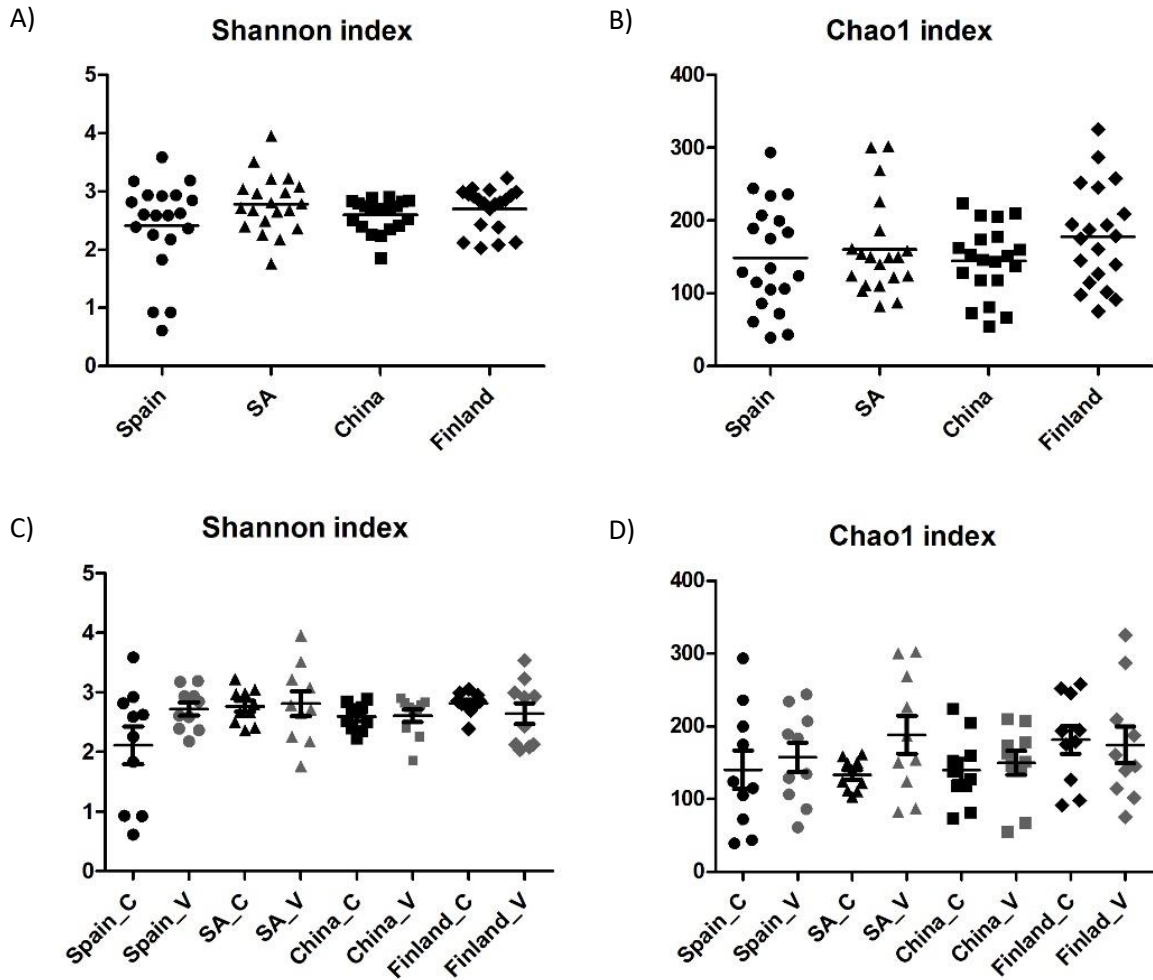 A)
Shannon index
5
4
3
2
1
0
Spain
SA
China
Finland
B)
Chao1 index
400
300
200
100
0
Spain
SA
China
Finland
C)
Shannon index
5
4
3
2
1
0
Spain_C
Spain_V
SA_C
SA_V
China_C
China_V
Finland_C
Finland_V
D)
Chao1 index
400
300
200
100
0
Spain_C
Spain_V
SA_C
SA_V
China_C
China_V
Finland_C
Finlad_V